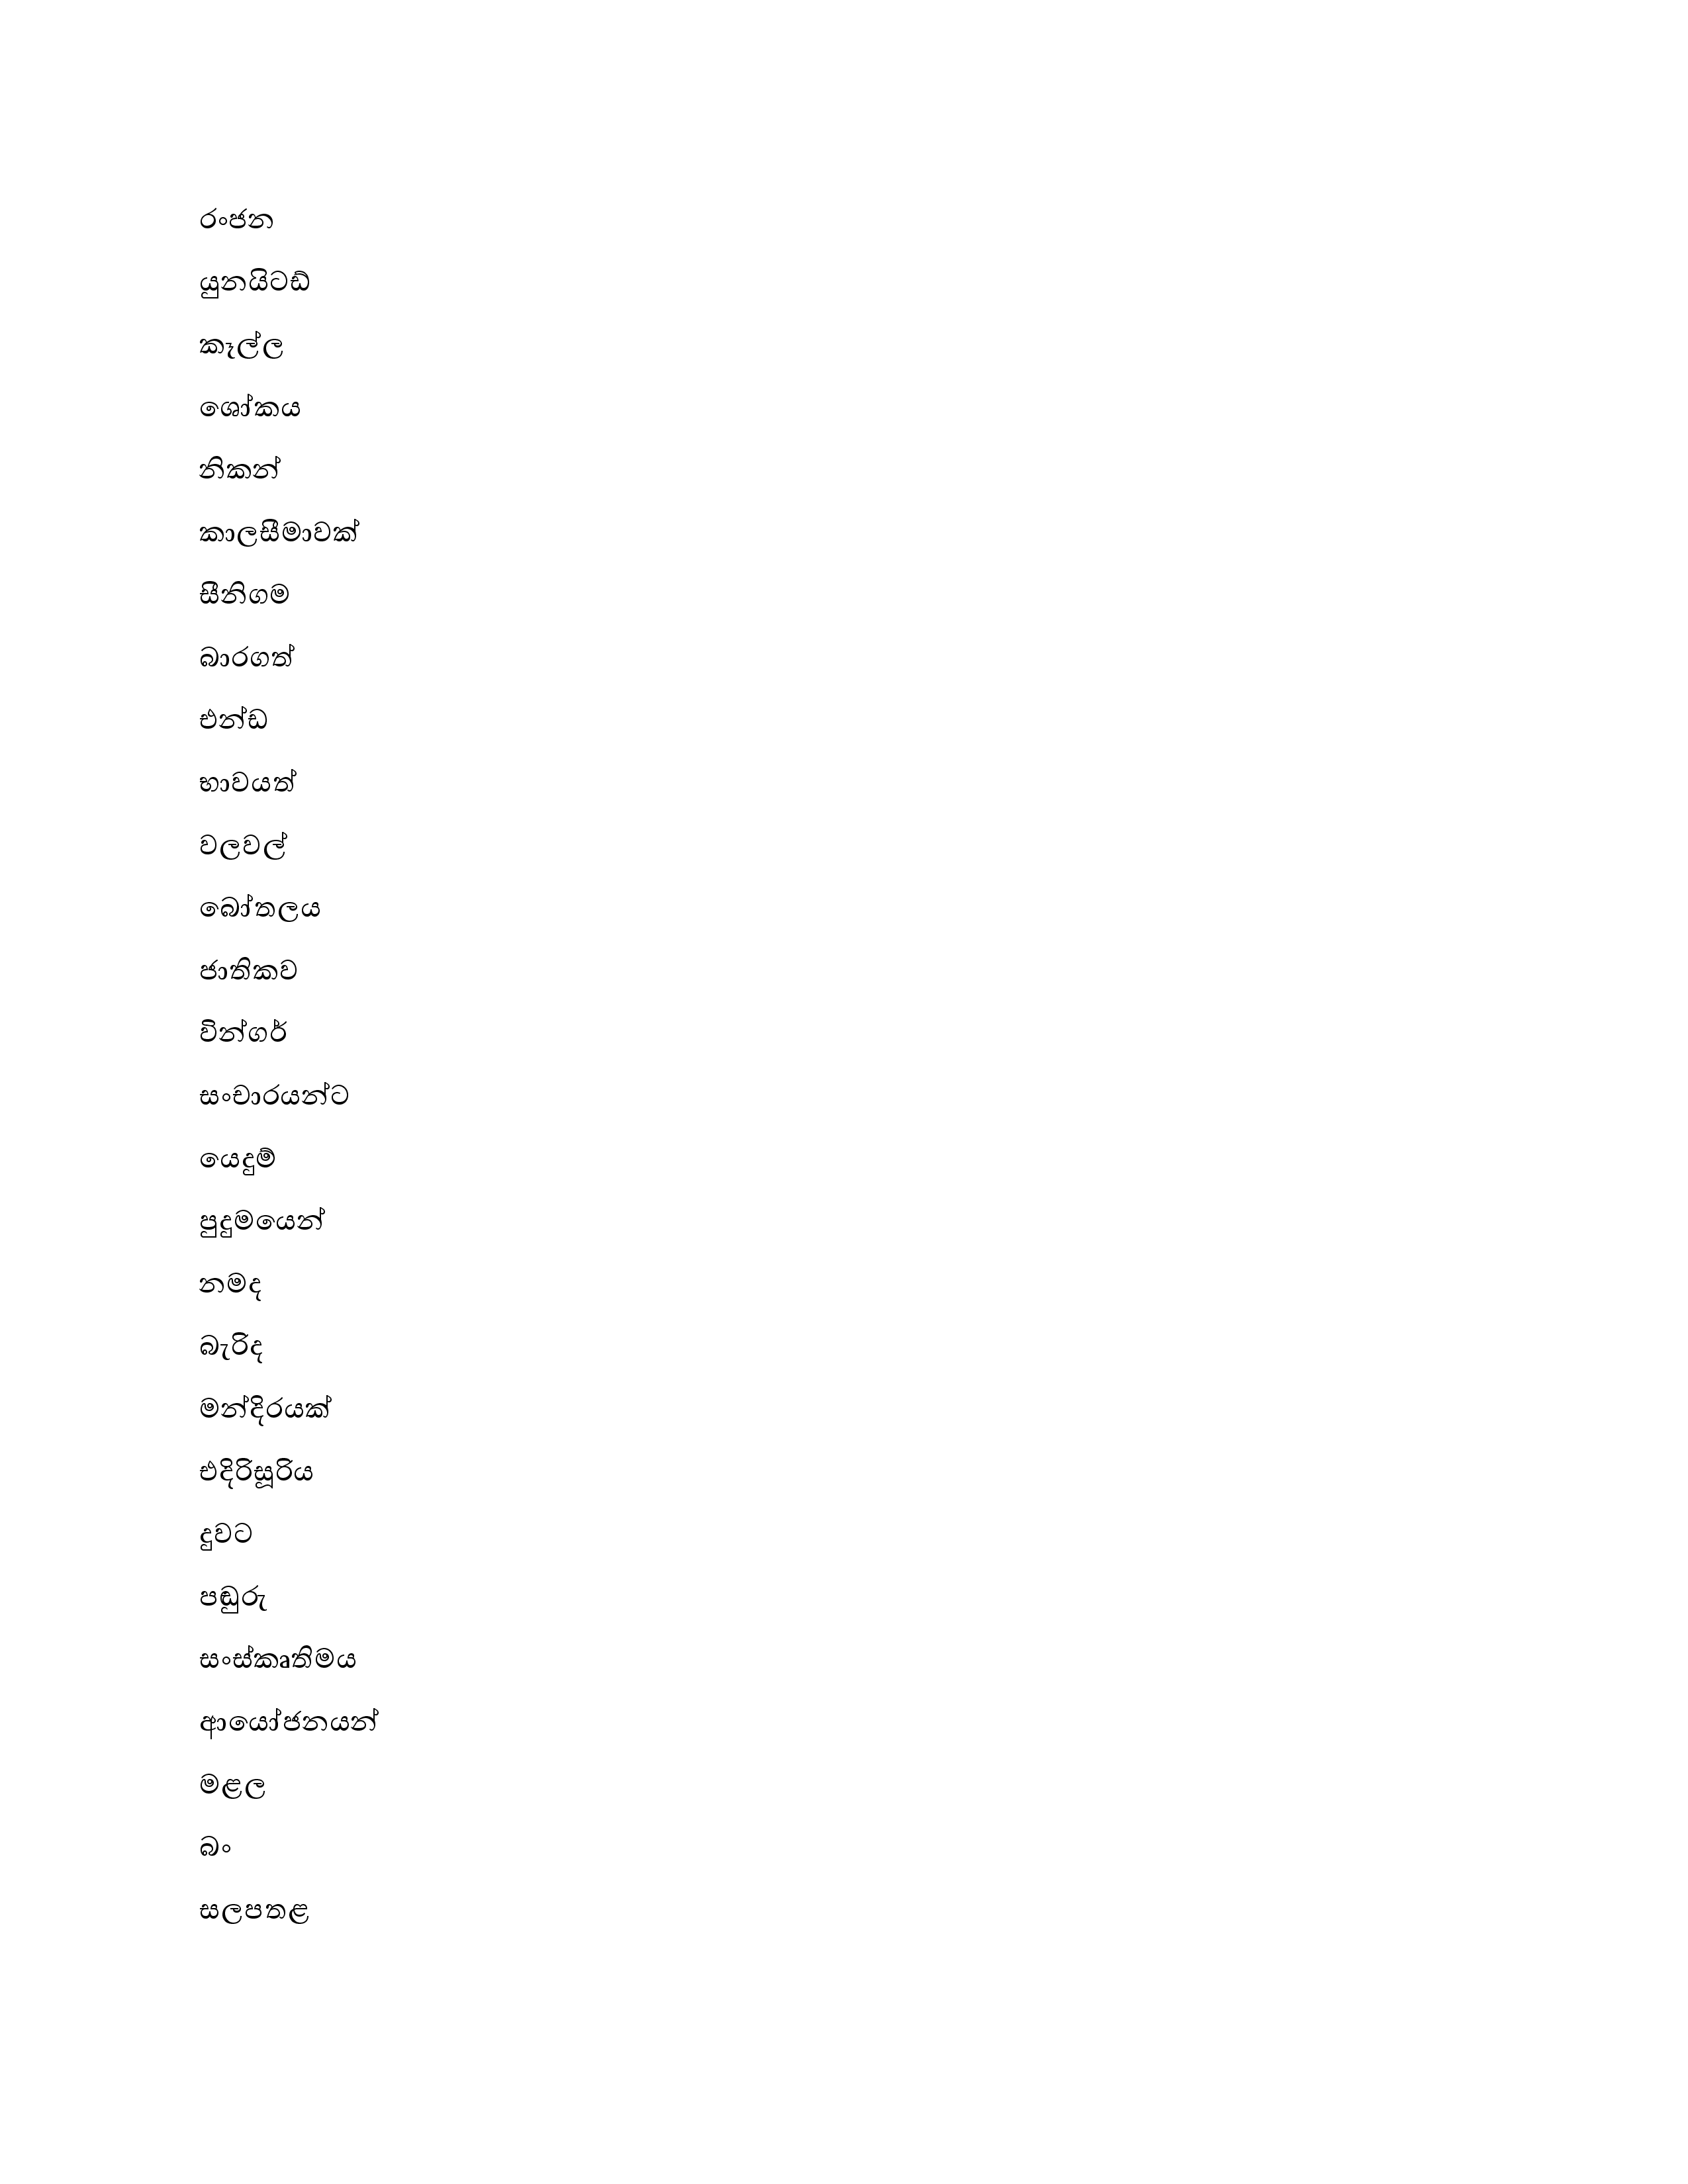 රංජන
යුනයිටඩ්
කෑල්ල
ශෝකය
නිකන්
කාලසීමාවක්
සීනිගම
බාරගත්
එන්ඩ
භාවයත්
වලවල්
බෝතලය
ජාතිකව
වින්ගර්
සංචාරයන්ට
යෙදුම්
පුදුමයෙන්
නමද
බැරිද
මන්දිරයක්
එදිරිසූරිය
දුවට
පඬුරු
සංස්කෘතිමය
ආයෝජනයන්
මළල
බං
සලපතළ